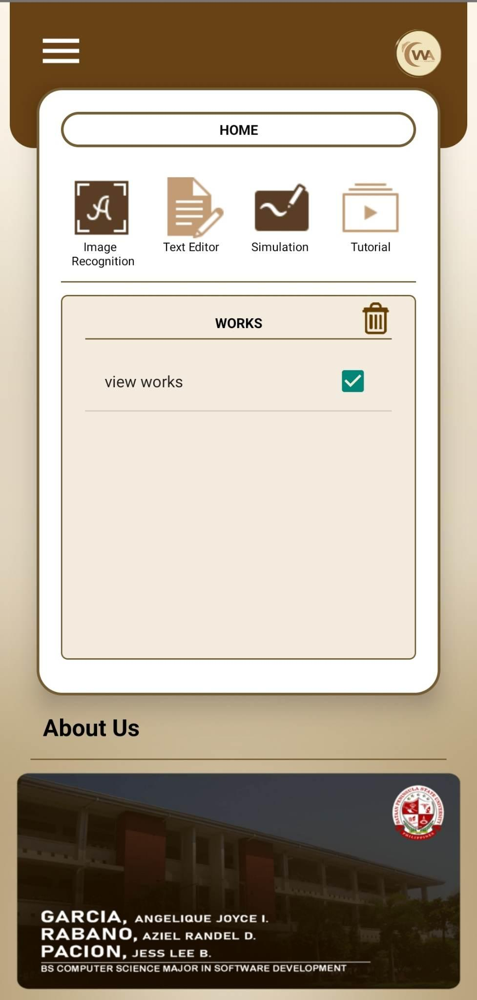 WA
HOME
Image
Recognition
Text Editor
Simulation
Tutorial
WORKS
view works
About Us
BATAAN PENINSULA STATE UNIVERSITY
PHILIPPINES
GARCIA, ANGELIQUE JOYCE I.
RABANO, AZIEL RANDEL D.
PACION, JESS LEE B.
BS COMPUTER SCIENCE MAJOR IN SOFTWARE DEVELOPMENT